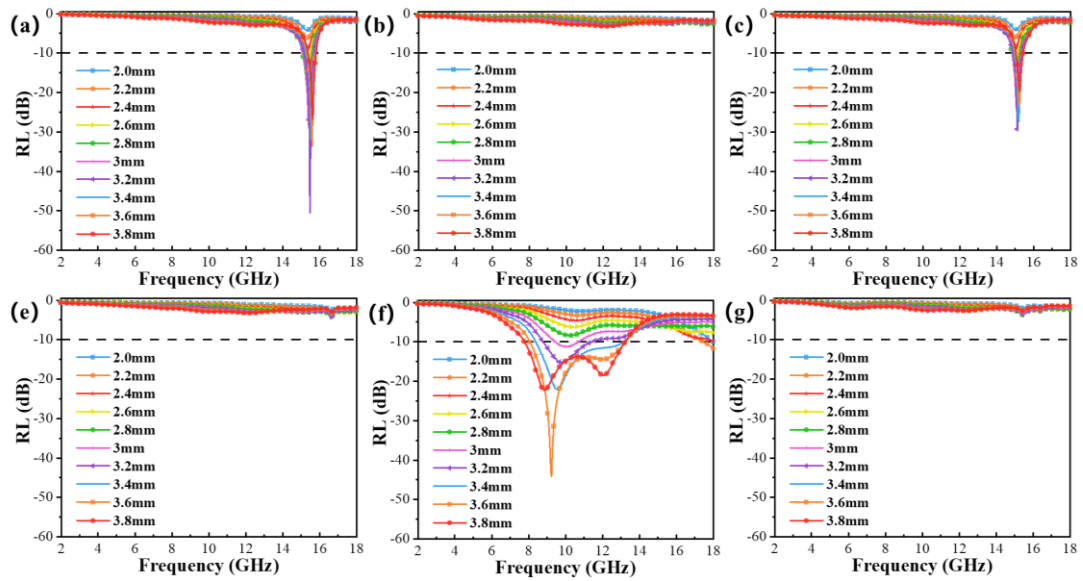 (a)
RL (dB)
0
-10
-20
-30
-40
-50
-60
2.0mm
2.2mm
2.4mm
2.6mm
2.8mm
3mm
3.2mm
3.4mm
3.6mm
3.8mm
2 4 6 8 10 12 14 16 18
Frequency (GHz)
(b)
RL (dB)
0
-10
-20
-30
-40
-50
-60
2.0mm
2.2mm
2.4mm
2.6mm
2.8mm
3mm
3.2mm
3.4mm
3.6mm
3.8mm
2 4 6 8 10 12 14 16 18
Frequency (GHz)
(c)
RL (dB)
0
-10
-20
-30
-40
-50
-60
2.0mm
2.2mm
2.4mm
2.6mm
2.8mm
3mm
3.2mm
3.4mm
3.6mm
3.8mm
2 4 6 8 10 12 14 16 18
Frequency (GHz)
(e)
RL (dB)
0
-10
-20
-30
-40
-50
-60
2.0mm
2.2mm
2.4mm
2.6mm
2.8mm
3mm
3.2mm
3.4mm
3.6mm
3.8mm
2 4 6 8 10 12 14 16 18
Frequency (GHz)
(f)
RL (dB)
0
-10
-20
-30
-40
-50
-60
2.0mm
2.2mm
2.4mm
2.6mm
2.8mm
3mm
3.2mm
3.4mm
3.6mm
3.8mm
2 4 6 8 10 12 14 16 18
Frequency (GHz)
(g)
RL (dB)
0
-10
-20
-30
-40
-50
-60
2.0mm
2.2mm
2.4mm
2.6mm
2.8mm
3mm
3.2mm
3.4mm
3.6mm
3.8mm
2 4 6 8 10 12 14 16 18
Frequency (GHz)